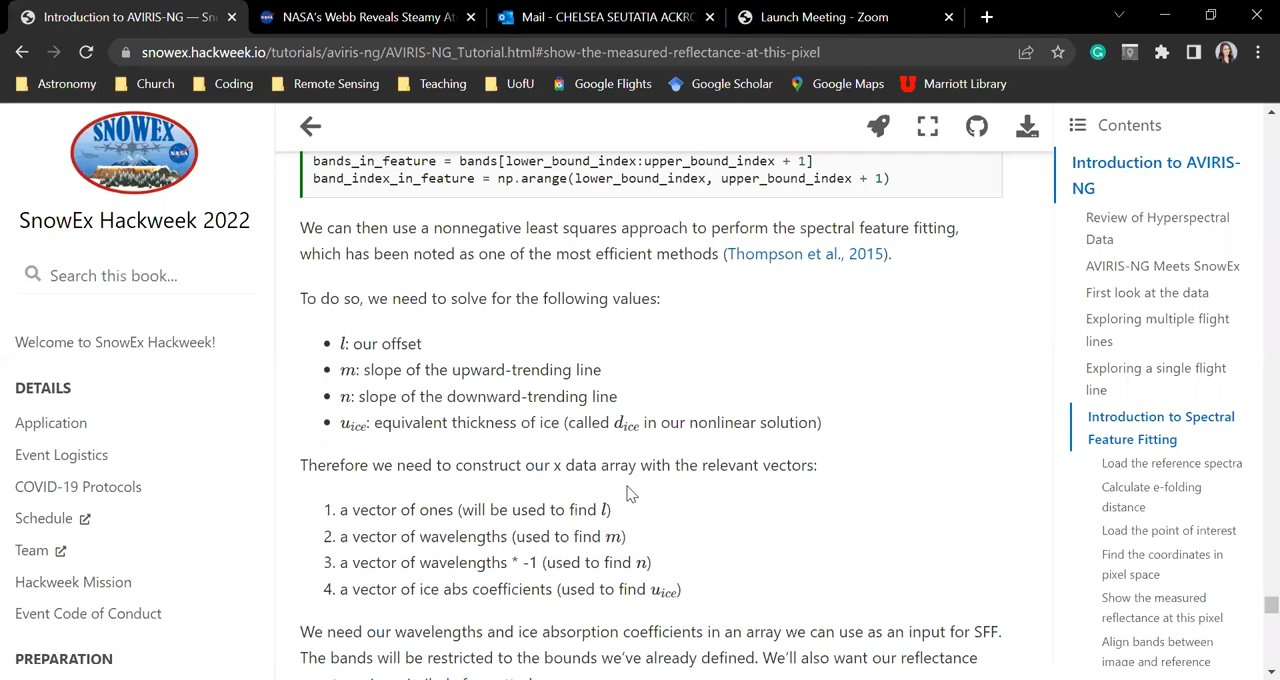 Introduction to AVIRIS-NG — Sn
NASA's Webb Reveals Steamy At
Mail - CHELSEA SEUTATIA ACKRO
Launch Meeting - Zoom
snowex.hackweek.io/tutorials/aviris-ng/AVIRIS-NG_Tutorial.html#show-the-measured-reflectance-at-this-pixel
Astronomy Church Coding Remote Sensing Teaching UofU Google Flights Google Scholar Google Maps Marriott Library
SNOWEX
NASA
SnowEx Hackweek 2022
Search this book...
Welcome to SnowEx Hackweek!
DETAILS
Application
Event Logistics
COVID-19 Protocols
Schedule
Team
Hackweek Mission
Event Code of Conduct
PREPARATION
bands_in_feature = bands[lower_bound_index:upper_bound_index + 1]
band_index_in_feature = np.arange(lower_bound_index, upper_bound_index + 1)
We can then use a nonnegative least squares approach to perform the spectral feature fitting,
which has been noted as one of the most efficient methods (Thompson et al., 2015).
To do so, we need to solve for the following values:
• l: our offset
• m: slope of the upward-trending line
• n: slope of the downward-trending line
• u_ice: equivalent thickness of ice (called d_ice in our nonlinear solution)
Therefore we need to construct our x data array with the relevant vectors:
1. a vector of ones (will be used to find l)
2. a vector of wavelengths (used to find m)
3. a vector of wavelengths * -1 (used to find n)
4. a vector of ice abs coefficients (used to find u_ice)
We need our wavelengths and ice absorption coefficients in an array we can use as an input for SFF.
The bands will be restricted to the bounds we've already defined. We'll also want our reflectance
Contents
Introduction to AVIRIS-
NG
Review of Hyperspectral
Data
AVIRIS-NG Meets SnowEx
First look at the data
Exploring multiple flight
lines
Exploring a single flight
line
Introduction to Spectral
Feature Fitting
Load the reference spectra
Calculate e-folding
distance
Load the point of interest
Find the coordinates in
pixel space
Show the measured
reflectance at this pixel
Align bands between
image and reference